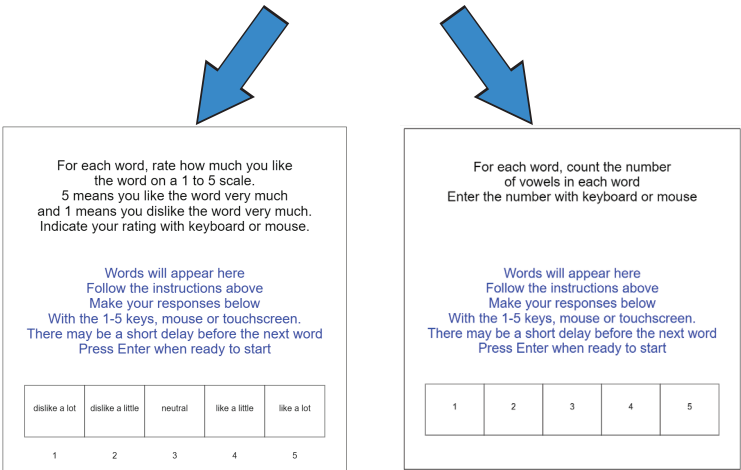 For each word, rate how much you like
the word on a 1 to 5 scale.
5 means you like the word very much
and 1 means you dislike the word very much.
Indicate your rating with keyboard or mouse.
Words will appear here
Follow the instructions above
Make your responses below
With the 1-5 keys, mouse or touchscreen.
There may be a short delay before the next word
Press Enter when ready to start
dislike a lot dislike a little neutral like a little like a lot
1 2 3 4 5
For each word, count the number
of vowels in each word
Enter the number with keyboard or mouse
Words will appear here
Follow the instructions above
Make your responses below
With the 1-5 keys, mouse or touchscreen.
There may be a short delay before the next word
Press Enter when ready to start
1 2 3 4 5